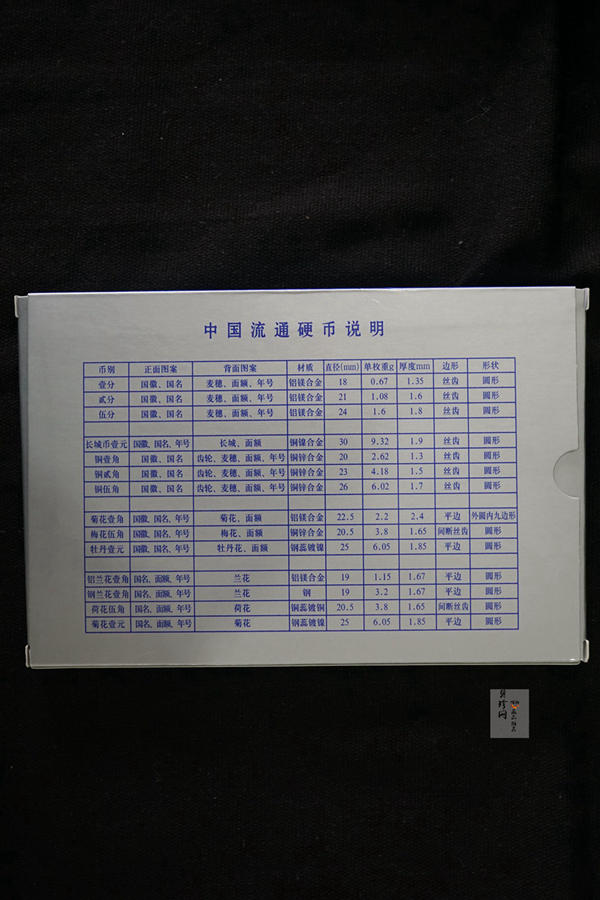 中国流通硬币说明
币别 正面图案 背面图案 材质 直径(mm) 单枚重g 厚度mm 边形 形状
壹分 国徽、国名 麦穗、面额、年号 铝镁合金 18 0.67 1.35 丝齿 圆形
贰分 国徽、国名 麦穗、面额、年号 铝镁合金 21 1.08 1.6 丝齿 圆形
伍分 国徽、国名 麦穗、面额、年号 铝镁合金 24 1.6 1.8 丝齿 圆形
长城币壹元 国徽、国名、年号 长城、面额 铜镍合金 30 9.32 1.9 丝齿 圆形
铜壹角 国徽、国名 齿轮、麦穗、面额、年号 铜锌合金 20 2.62 1.3 丝齿 圆形
铜贰角 国徽、国名 齿轮、麦穗、面额、年号 铜锌合金 23 4.18 1.5 丝齿 圆形
铜伍角 国徽、国名 齿轮、麦穗、面额、年号 铜锌合金 26 6.02 1.7 丝齿 圆形
菊花壹角 国徽、国名、年号 菊花、面额 铝镁合金 22.5 2.2 2.4 平边 外圆内九边形
梅花伍角 国徽、国名、年号 梅花、面额 铜锌合金 20.5 3.8 1.65 间断丝齿 圆形
牡丹壹元 国徽、国名、年号 牡丹花、面额 钢蕊镀镍 25 6.05 1.85 平边 圆形
铝兰花壹角 国名、面额、年号 兰花 铝镁合金 19 1.15 1.67 平边 圆形
钢兰花壹角 国名、面额、年号 兰花 钢 19 3.2 1.67 平边 圆形
荷花伍角 国名、面额、年号 荷花 钢蕊镀铜 20.5 3.8 1.65 间断丝齿 圆形
菊花壹元 国名、面额、年号 菊花 钢蕊镀镍 25 6.05 1.85 平边 圆形